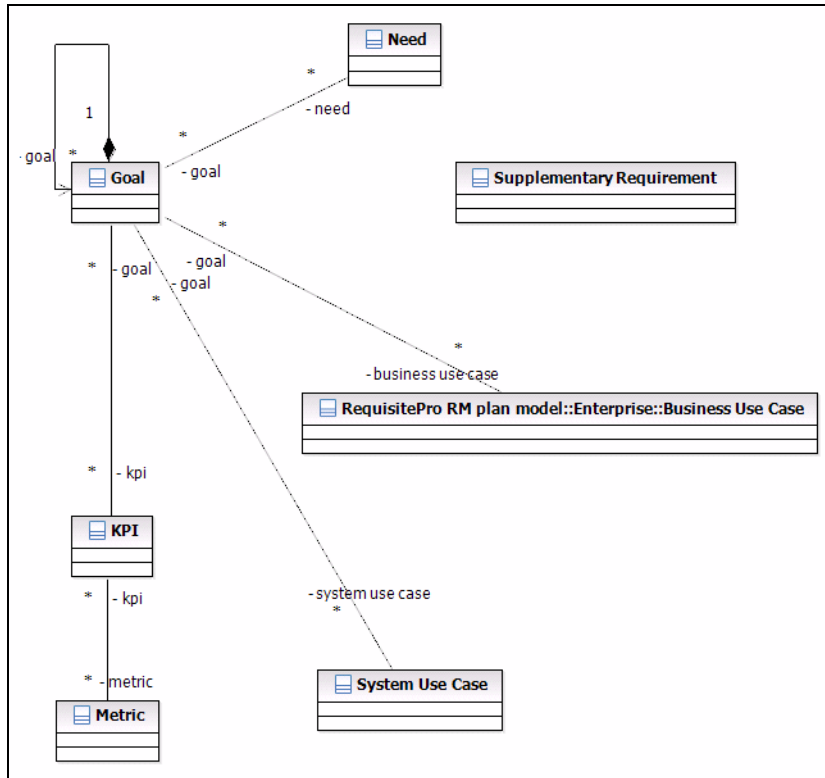 Need
*
1
- need
*
- goal
*
- goal
Goal
Supplementary Requirement
*
- goal
*
- goal
- goal
*
*
- business use case
RequisitePro RM plan model::Enterprise::Business Use Case
*
- kpi
KPI
- system use case
*
*
- kpi
*
- metric
System Use Case
Metric